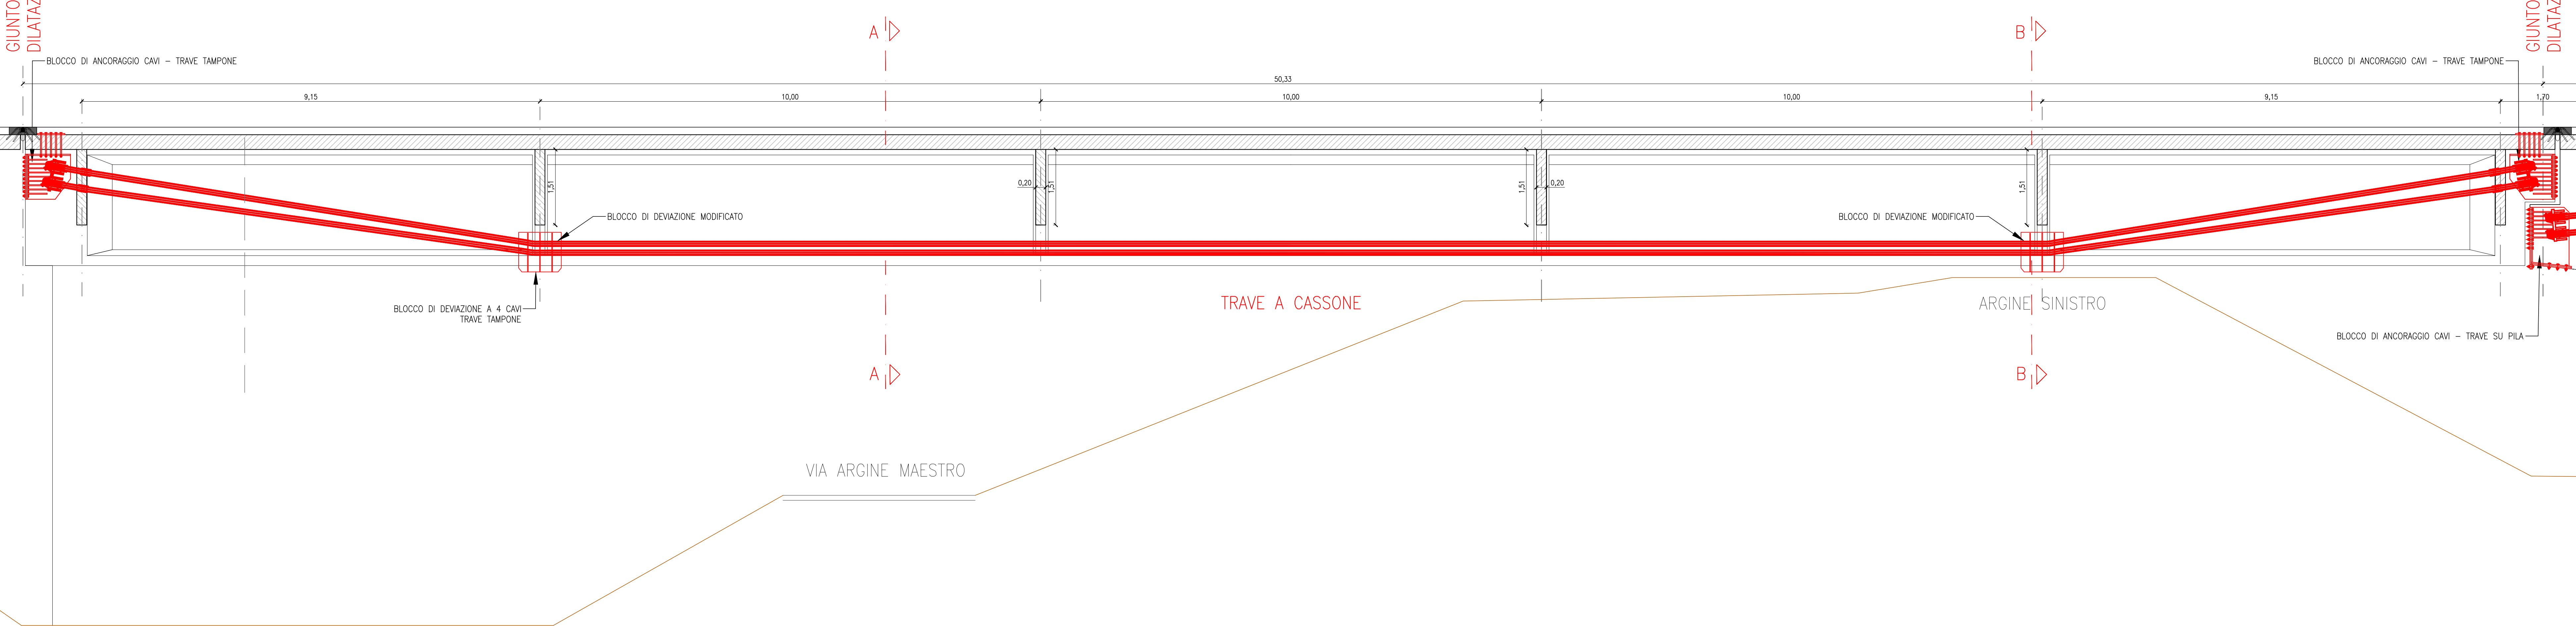 GIUNTO
DILATAZ
GIUNTO
DILATAZ
A
B
BLOCCO DI ANCORAGGIO CAVI - TRAVE TAMPONE
BLOCCO DI ANCORAGGIO CAVI - TRAVE TAMPONE
50,33
9,15
10,00
10,00
10,00
9,15
1,70
1,51
0,20
1,51
1,51
0,20
1,51
BLOCCO DI DEVIAZIONE MODIFICATO
BLOCCO DI DEVIAZIONE MODIFICATO
BLOCCO DI DEVIAZIONE A 4 CAVI
TRAVE TAMPONE
TRAVE A CASSONE
ARGINE SINISTRO
BLOCCO DI ANCORAGGIO CAVI - TRAVE SU PILA
A
B
VIA ARGINE MAESTRO